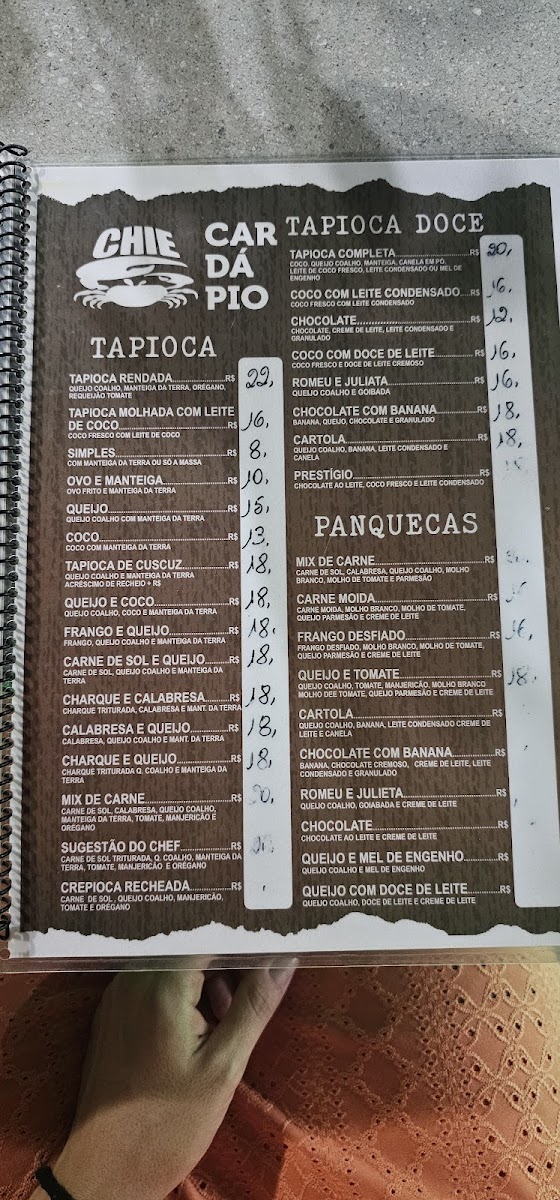 CHIE
CAR
DÁ
PIO
TAPIOCA
TAPIOCA RENDADA R$ 22,
QUEIJO COALHO, MANTEIGA DA TERRA, ORÉGANO,
REQUEIJÃO TOMATE
TAPIOCA MOLHADA COM LEITE
DE COCO R$ 16,
COCO FRESCO COM LEITE DE COCO
SIMPLES R$ 8,
COM MANTEIGA DA TERRA OU SÓ A MASSA
OVO E MANTEIGA R$ 10,
OVO FRITO E MANTEIGA DA TERRA
QUEIJO R$ 15,
QUEIJO COALHO COM MANTEIGA DA TERRA
COCO R$ 13,
COCO COM MANTEIGA DA TERRA
TAPIOCA DE CUSCUZ R$ 18,
QUEIJO COALHO E MANTEIGA DA TERRA
ACRÉSCIMO DE RECHEIO + R$
QUEIJO E COCO R$ 18,
QUEIJO COALHO, COCO E MANTEIGA DA TERRA
FRANGO E QUEIJO R$ 18,
FRANGO, QUEIJO COALHO E MANTEIGA DA TERRA
CARNE DE SOL E QUEIJO R$ 18,
CARNE DE SOL, QUEIJO COALHO E MANTEIGA DA
TERRA
CHARQUE E CALABRESA R$ 18,
CHARQUE TRITURADA, CALABRESA E MANT. DA TERRA
CALABRESA E QUEIJO R$ 18,
CALABRESA, QUEIJO COALHO E MANT. DA TERRA
CHARQUE E QUEIJO R$ 18,
CHARQUE TRITURADA Q. COALHO E MANTEIGA DA
TERRA
MIX DE CARNE R$ 20,
CARNE DE SOL, CALABRESA, QUEIJO COALHO,
MANTEIGA DA TERRA, TOMATE, MANJERICÃO E
ORÉGANO
SUGESTÃO DO CHEF R$
CARNE DE SOL TRITURADA, Q. COALHO, MANTEIGA DA
TERRA, TOMATE, MANJERICÃO E ORÉGANO
CREPIOCA RECHEADA R$
CARNE DE SOL , QUEIJO COALHO, MANJERICÃO,
TOMATE E ORÉGANO
TAPIOCA DOCE
TAPIOCA COMPLETA R$ 20,
COCO, QUEIJO COALHO, MANTEIGA, CANELA EM PÓ,
LEITE DE COCO FRESCO, LEITE CONDENSADO OU MEL DE
ENGENHO
COCO COM LEITE CONDENSADO R$ 16,
COCO FRESCO COM LEITE CONDENSADO
CHOCOLATE R$ 12,
CHOCOLATE, CREME DE LEITE, LEITE CONDENSADO E
GRANULADO
COCO COM DOCE DE LEITE R$ 16,
COCO FRESCO E DOCE DE LEITE CREMOSO
ROMEU E JULIATA R$ 16,
QUEIJO COALHO E GOIBADA
CHOCOLATE COM BANANA R$ 18,
BANANA, QUEIJO, CHOCOLATE E GRANULADO
CARTOLA R$ 18,
QUEIJO COALHO, BANANA, LEITE CONDENSADO E
CANELA
PRESTÍGIO R$
CHOCOLATE AO LEITE, COCO FRESCO E LEITE CONDENSADO
PANQUECAS
MIX DE CARNE R$
CARNE DE SOL, CALABRESA, QUEIJO COALHO, MOLHO
BRANCO, MOLHO DE TOMATE E PARMESÃO
CARNE MOIDA R$
CARNE MOIDA, MOLHO BRANCO, MOLHO DE TOMATE,
QUEIJO PARMESÃO E CREME DE LEITE
FRANGO DESFIADO R$ 16,
FRANGO DESFIADO, MOLHO BRANCO, MOLHO DE TOMATE,
QUEIJO PARMESÃO E CREME DE LEITE
QUEIJO E TOMATE R$ 18,
QUEIJO COALHO, TOMATE, MANJERICÃO, MOLHO BRANCO
MOLHO DEE TOMATE, QUEIJO PARMESÃO E CREME DE LEITE
CARTOLA R$
QUEIJO COALHO, BANANA, LEITE CONDENSADO CREME DE
LEITE E CANELA
CHOCOLATE COM BANANA R$
BANANA, CHOCOLATE CREMOSO, CREME DE LEITE, LEITE
CONDENSADO E GRANULADO
ROMEU E JULIETA R$
QUEIJO COALHO, GOIABADA E CREME DE LEITE
CHOCOLATE R$
CHOCOLATE AO LEITE E CREME DE LEITE
QUEIJO E MEL DE ENGENHO R$
QUEIJO COALHO E MEL DE ENGENHO
QUEIJO COM DOCE DE LEITE R$
QUEIJO COALHO, DOCE DE LEITE E CREME DE LEITE